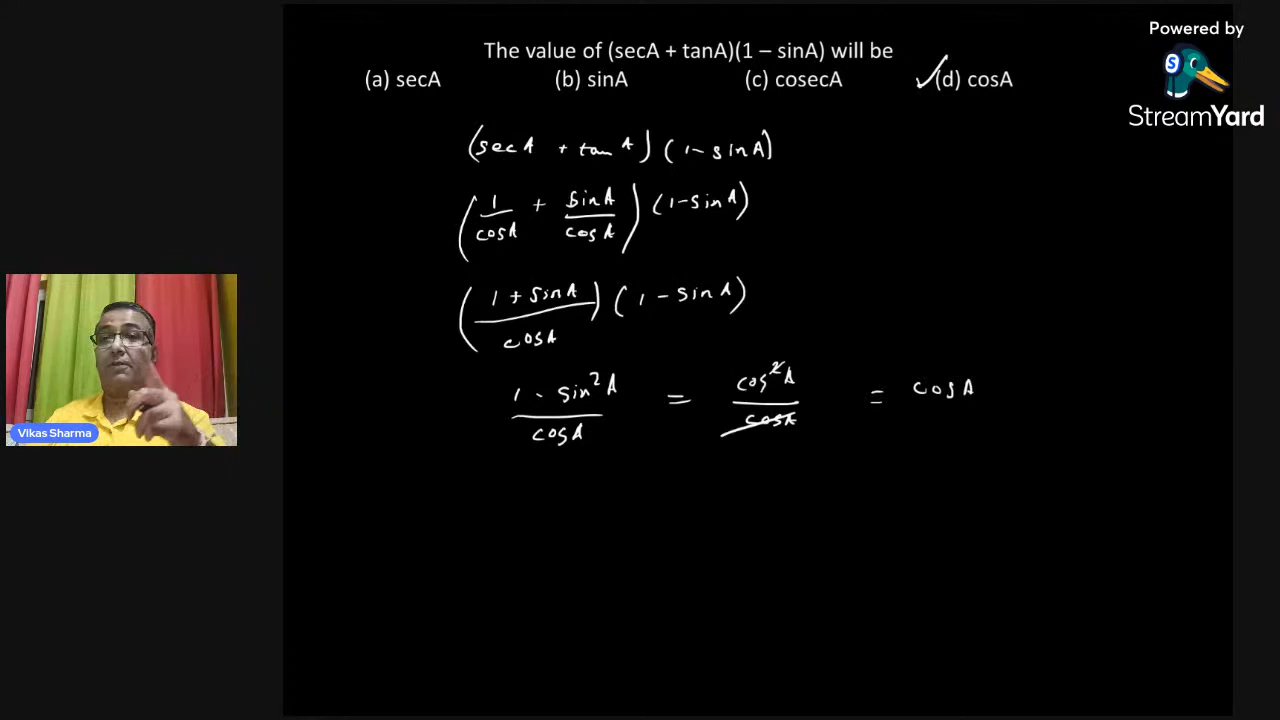 Powered by
StreamYard
The value of (secA + tanA)(1 – sinA) will be
(a) secA (b) sinA (c) cosecA (d) cosA
(secA + tanA) (1 - sinA)
(1/cosA + sinA/cosA) (1 - sinA)
((1 + sinA)/cosA) (1 - sinA)
(1 - sin²A)/cosA = cos²A/cosA = cosA
Vikas Sharma